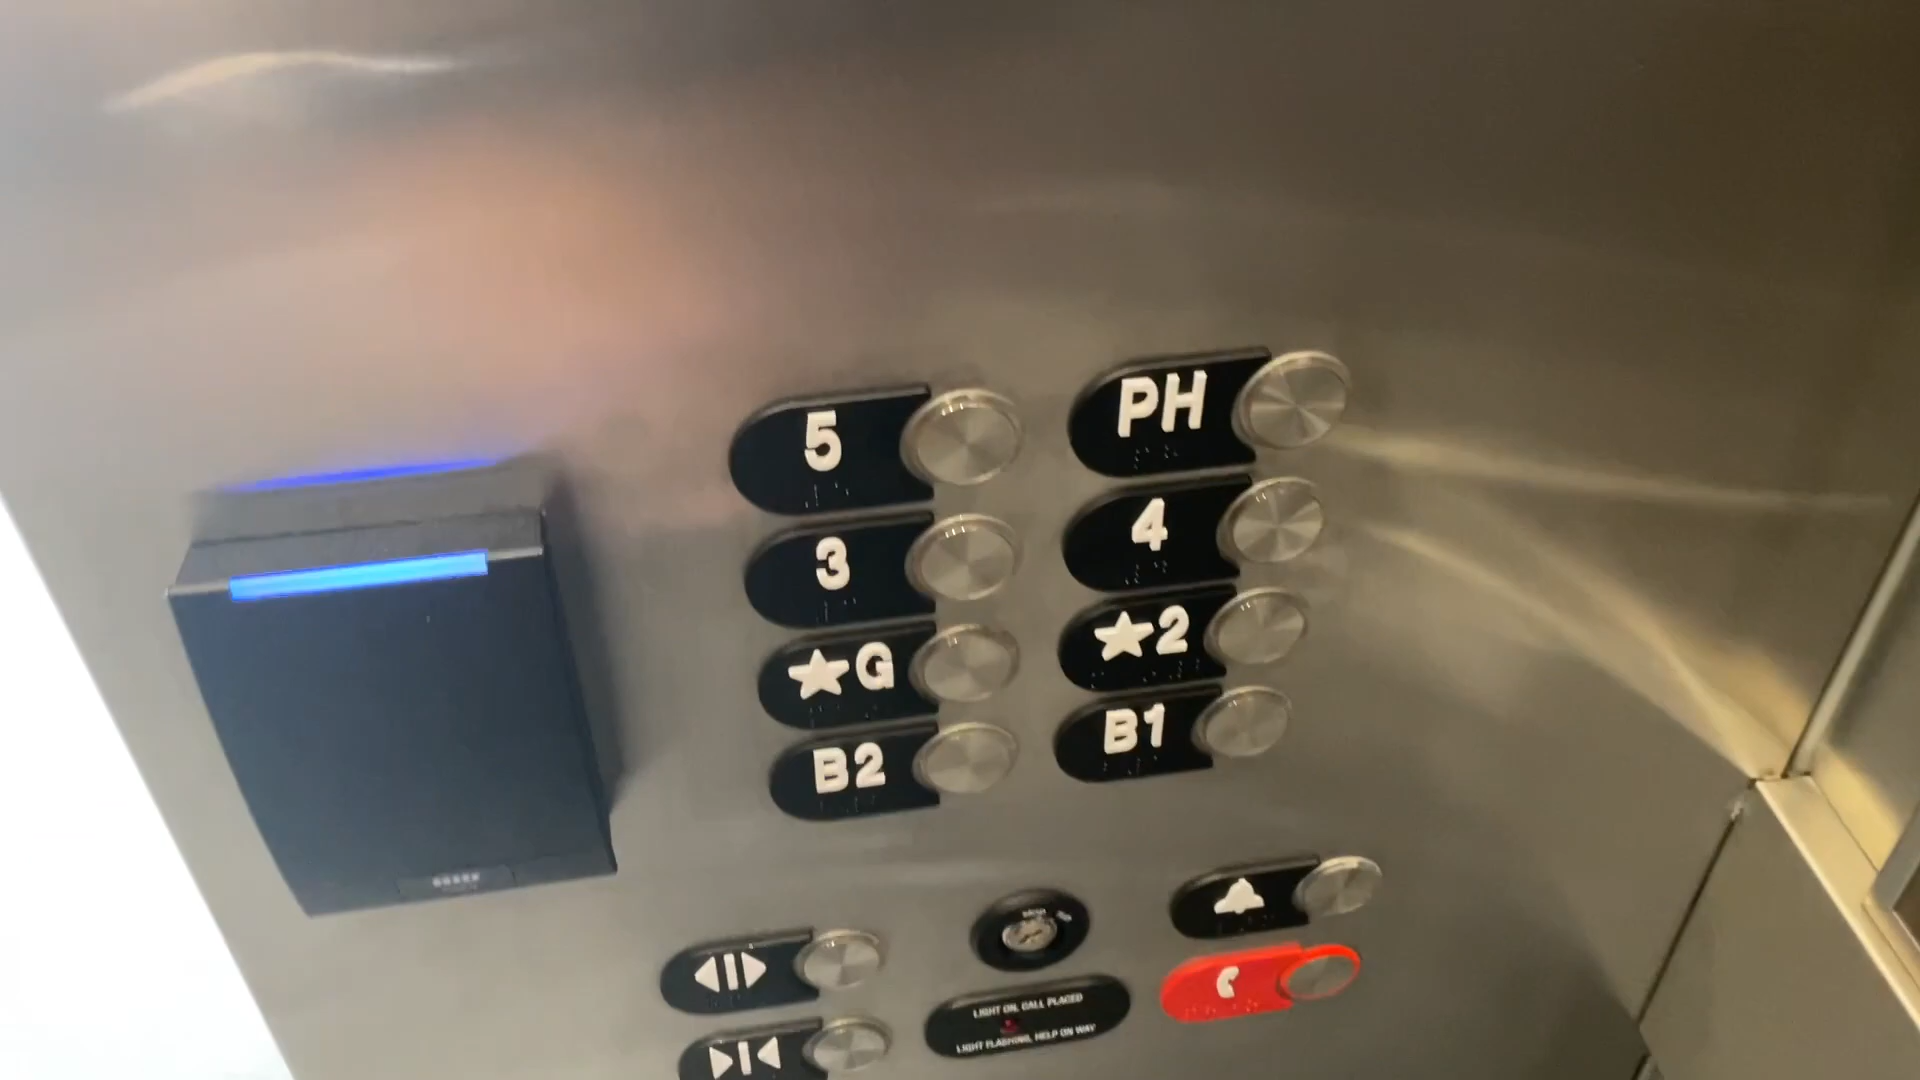 5
PH
3
4
★G
★2
B2
B1
LIGHT ON, CALL PLACED
LIGHT FLASHING, HELP ON WAY